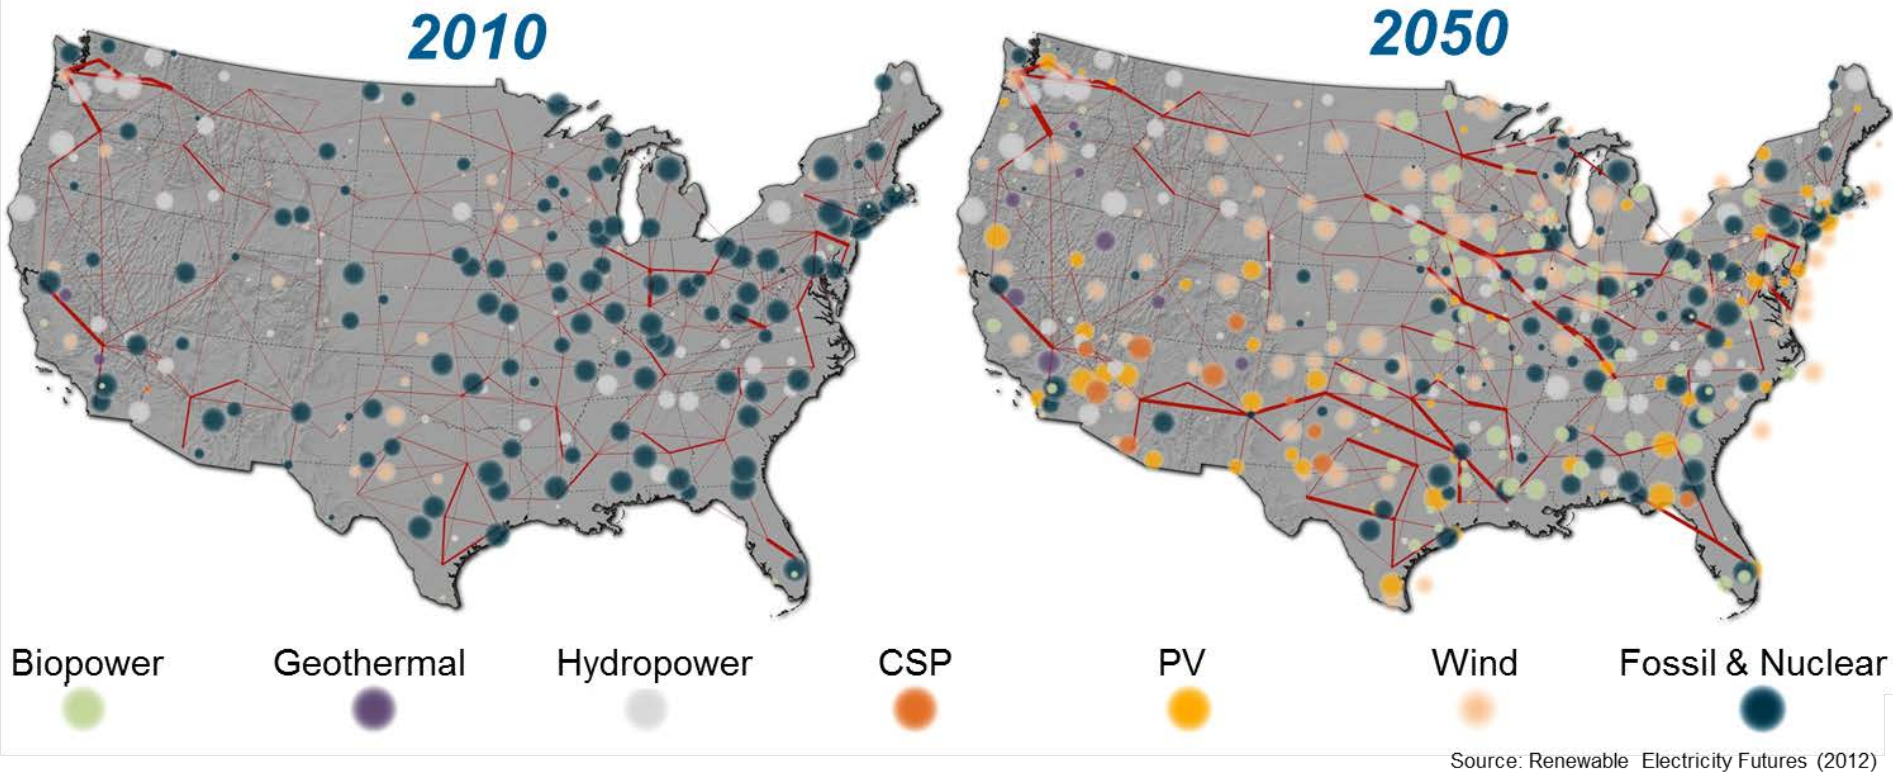 2010
2050
Biopower
Geothermal
Hydropower
CSP
PV
Wind
Fossil & Nuclear
Source: Renewable Electricity Futures (2012)